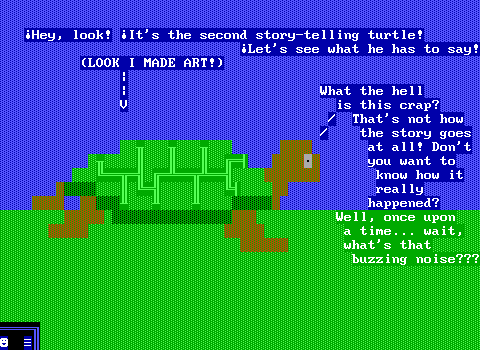 ¡Hey, look! ¡It's the second story-telling turtle!
¡Let's see what he has to say!
(LOOK I MADE ART!)
What the hell
is this crap?
That's not how
the story goes
at all! Don't
you want to
know how it
really
happened?
Well, once upon
a time... wait,
what's that
buzzing noise???